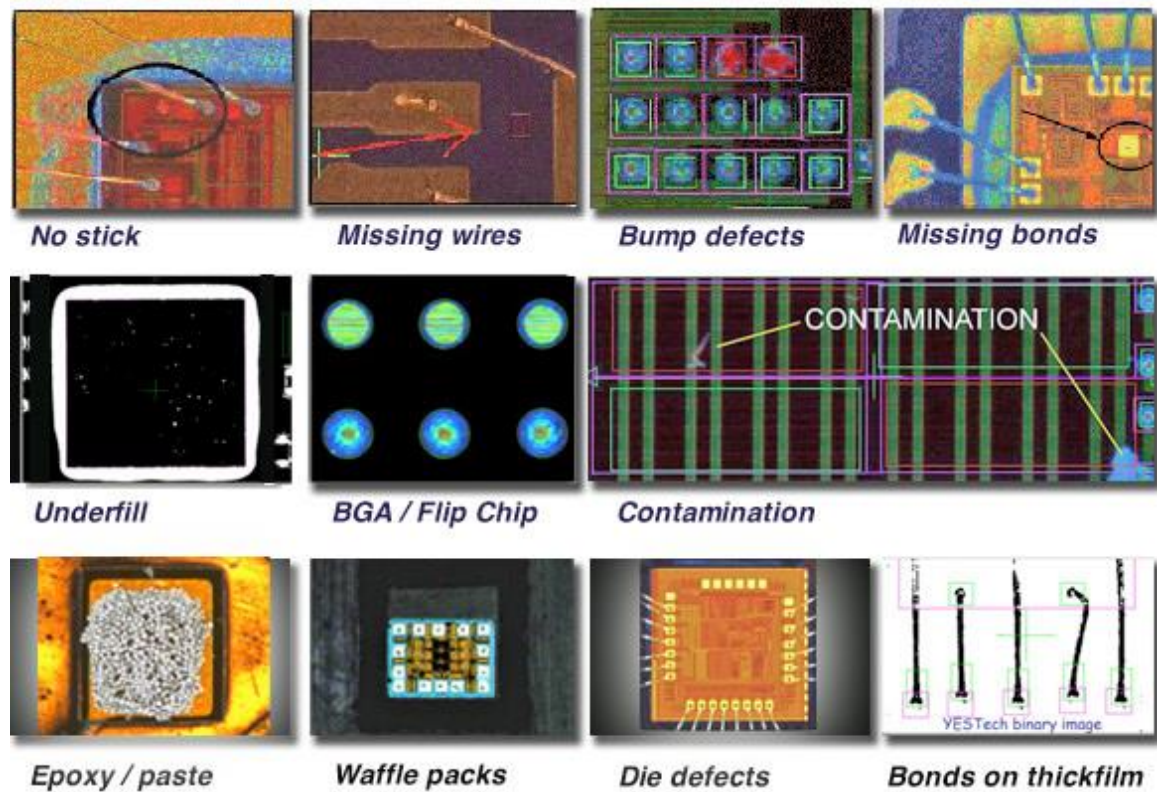 No stick
Missing wires
Bump defects
Missing bonds
CONTAMINATION
Underfill
BGA / Flip Chip
Contamination
YESTech binary image
Epoxy / paste
Waffle packs
Die defects
Bonds on thickfilm